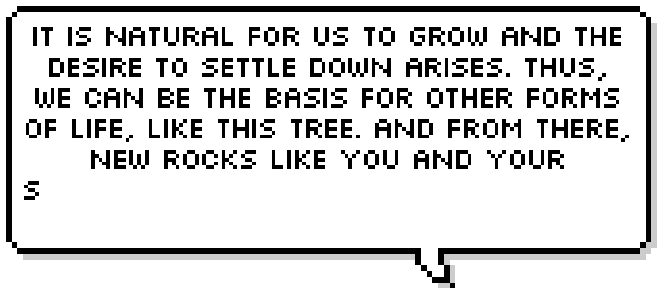 IT IS NATURAL FOR US TO GROW AND THE
DESIRE TO SETTLE DOWN ARISES. THUS,
WE CAN BE THE BASIS FOR OTHER FORMS
OF LIFE, LIKE THIS TREE. AND FROM THERE,
NEW ROCKS LIKE YOU AND YOUR
S